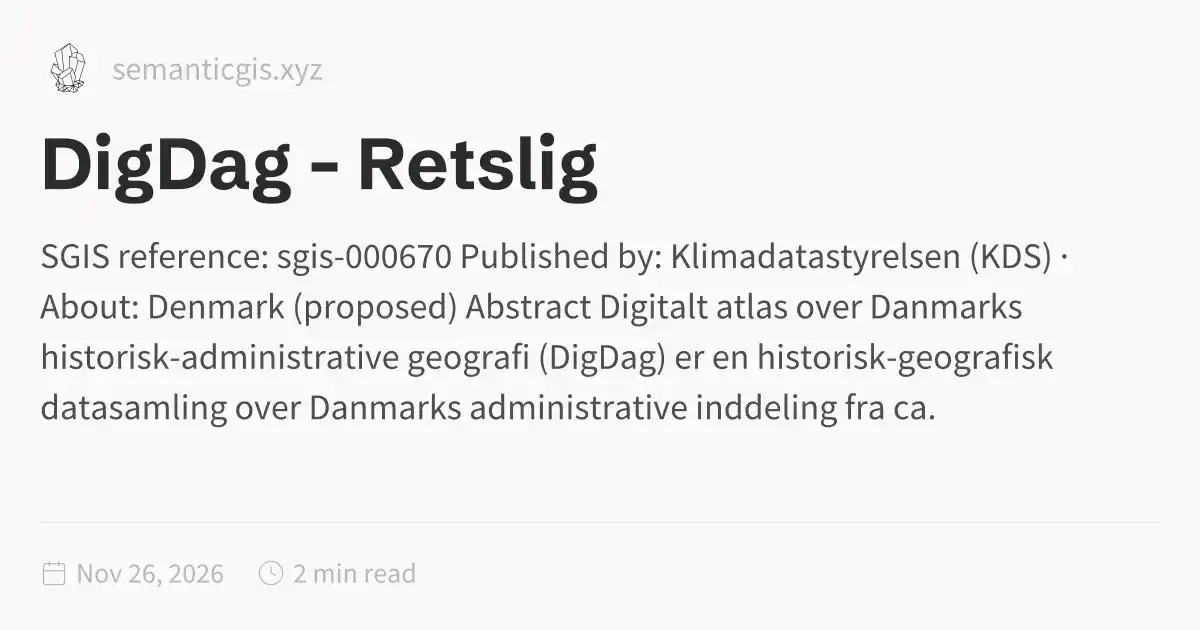 semanticgis.xyz
DigDag - Retslig
SGIS reference: sgis-000670 Published by: Klimadatastyrelsen (KDS) ·
About: Denmark (proposed) Abstract Digitalt atlas over Danmarks
historisk-administrative geografi (DigDag) er en historisk-geografisk
datasamling over Danmarks administrative inddeling fra ca.
Nov 26, 2026 2 min read